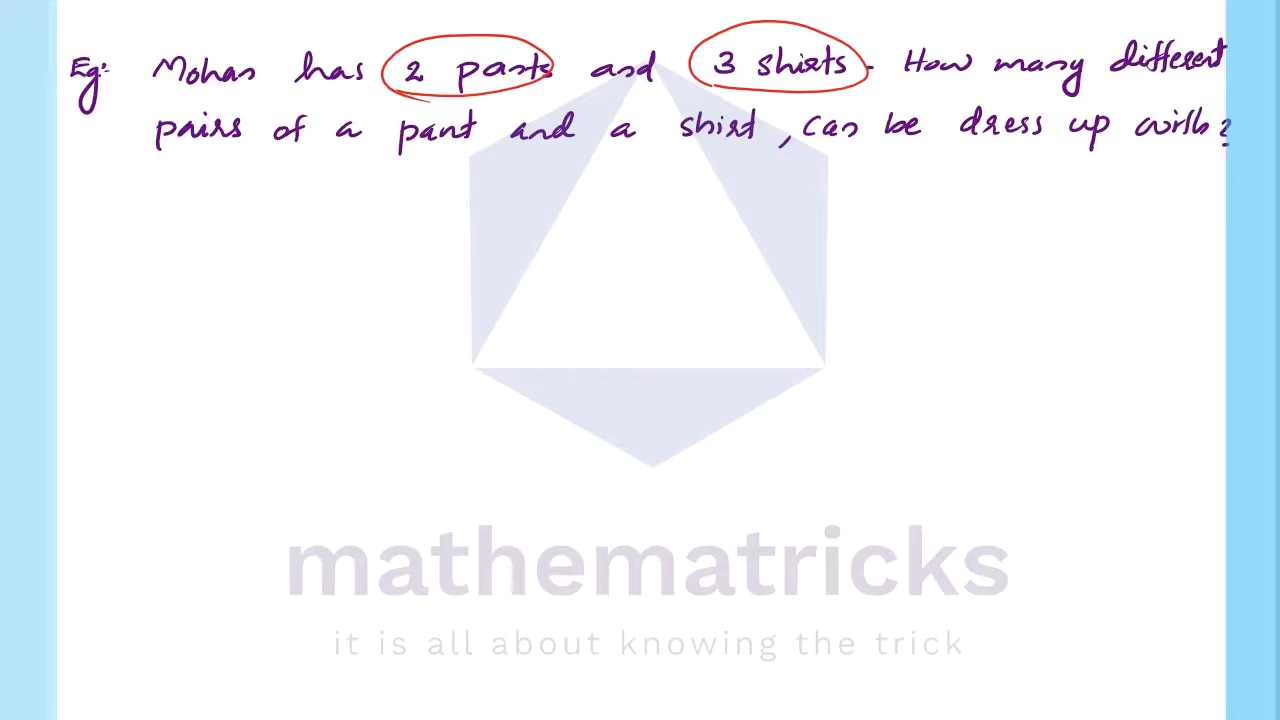 Eg: Mohan has 2 pants and 3 shirts. How many different
pairs of a pant and a shirt, can be dress up with?
mathematricks
it is all about knowing the trick